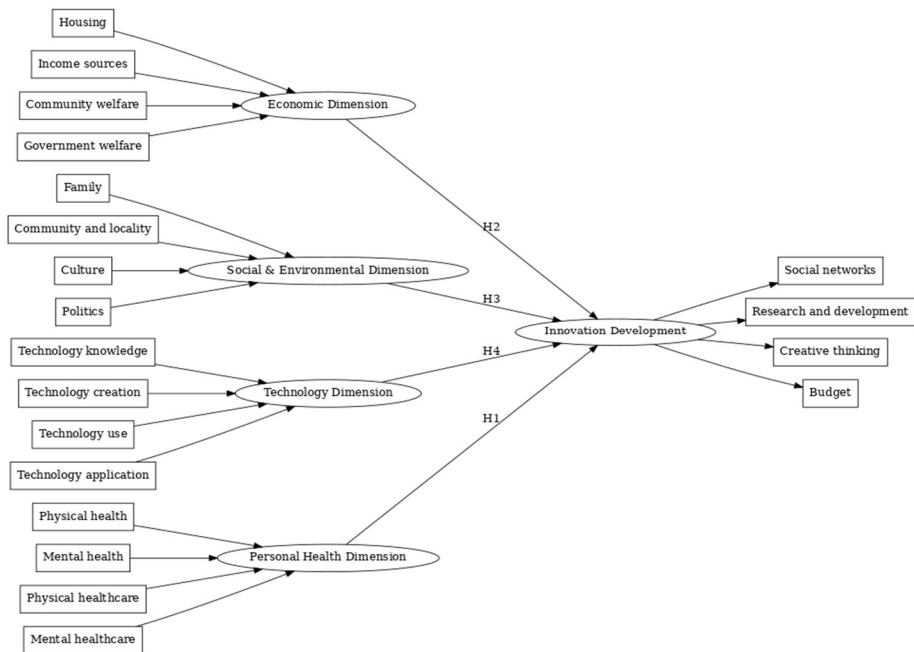 Housing
Income sources
Community welfare
Government welfare
Economic Dimension
Family
Community and locality
Culture
Politics
Social & Environmental Dimension
Technology knowledge
Technology creation
Technology use
Technology application
Technology Dimension
Physical health
Mental health
Physical healthcare
Mental healthcare
Personal Health Dimension
H2
H3
H4
H1
Innovation Development
Social networks
Research and development
Creative thinking
Budget